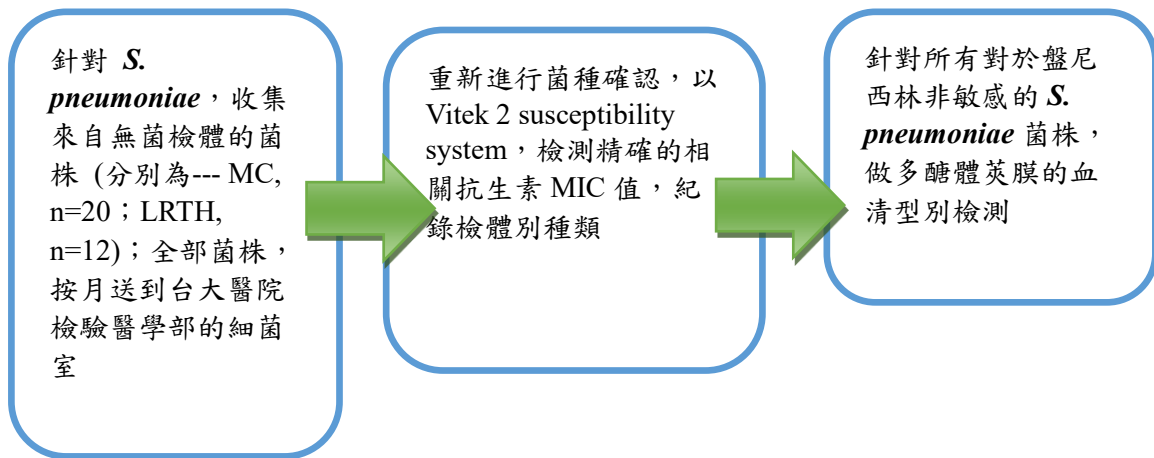 針對 S.
pneumoniae，收集
來自無菌檢體的菌
株 (分別為--- MC,
n=20；LRTH,
n=12)；全部菌株，
按月送到台大醫院
檢驗醫學部的細菌
室
重新進行菌種確認，以
Vitek 2 susceptibility
system，檢測精確的相
關抗生素 MIC 值，紀
錄檢體別種類
針對所有對於盤尼
西林非敏感的 S.
pneumoniae 菌株，
做多醣體莢膜的血
清型別檢測